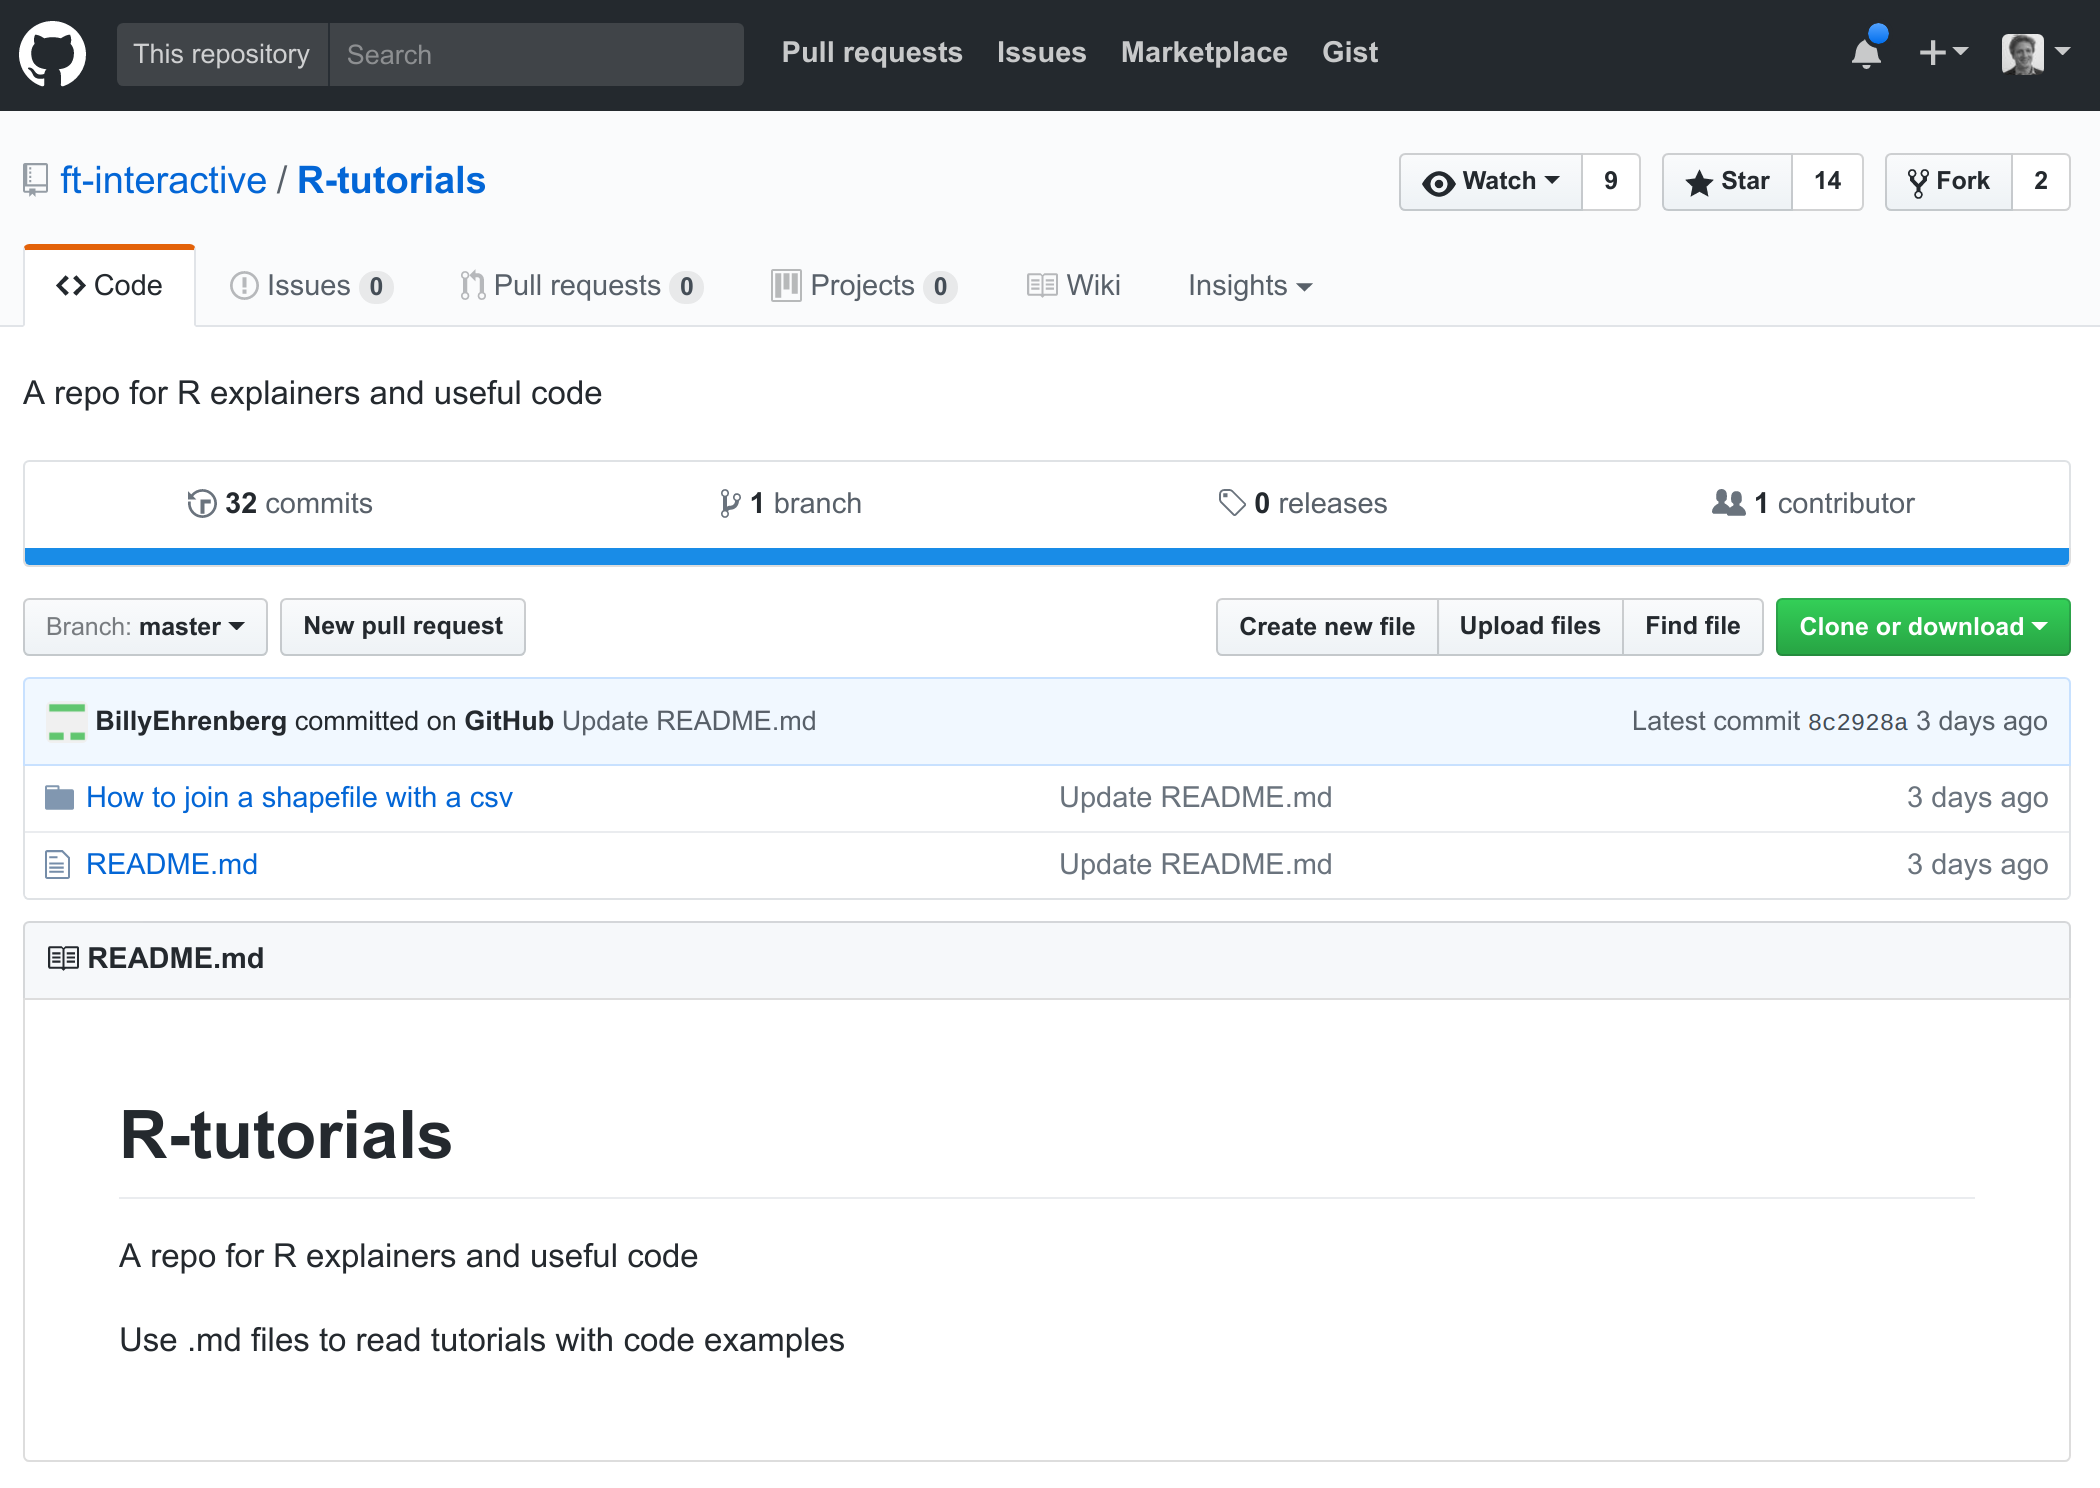 This repository Search Pull requests Issues Marketplace Gist
ft-interactive / R-tutorials Watch 9 Star 14 Fork 2
Code Issues 0 Pull requests 0 Projects 0 Wiki Insights
A repo for R explainers and useful code
32 commits 1 branch 0 releases 1 contributor
Branch: master New pull request Create new file Upload files Find file Clone or download
BillyEhrenberg committed on GitHub Update README.md Latest commit 8c2928a 3 days ago
How to join a shapefile with a csv Update README.md 3 days ago
README.md Update README.md 3 days ago
README.md
R-tutorials
A repo for R explainers and useful code
Use .md files to read tutorials with code examples